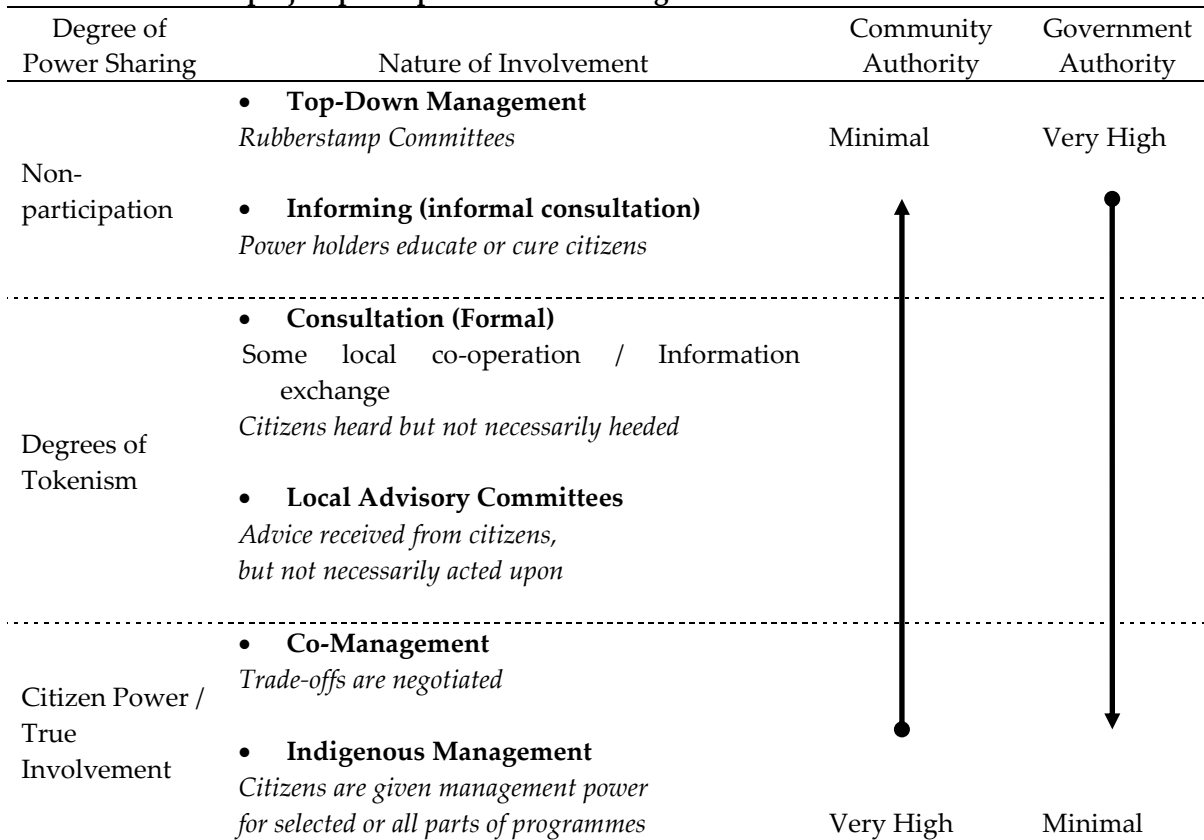 Degree of
Power Sharing
Nature of Involvement
Community
Authority
Government
Authority
Non-
participation
• Top-Down Management
Rubberstamp Committees
Minimal
Very High
• Informing (informal consultation)
Power holders educate or cure citizens
Degrees of
Tokenism
• Consultation (Formal)
Some local co-operation / Information
exchange
Citizens heard but not necessarily heeded
• Local Advisory Committees
Advice received from citizens,
but not necessarily acted upon
Citizen Power /
True
Involvement
• Co-Management
Trade-offs are negotiated
• Indigenous Management
Citizens are given management power
for selected or all parts of programmes
Very High
Minimal